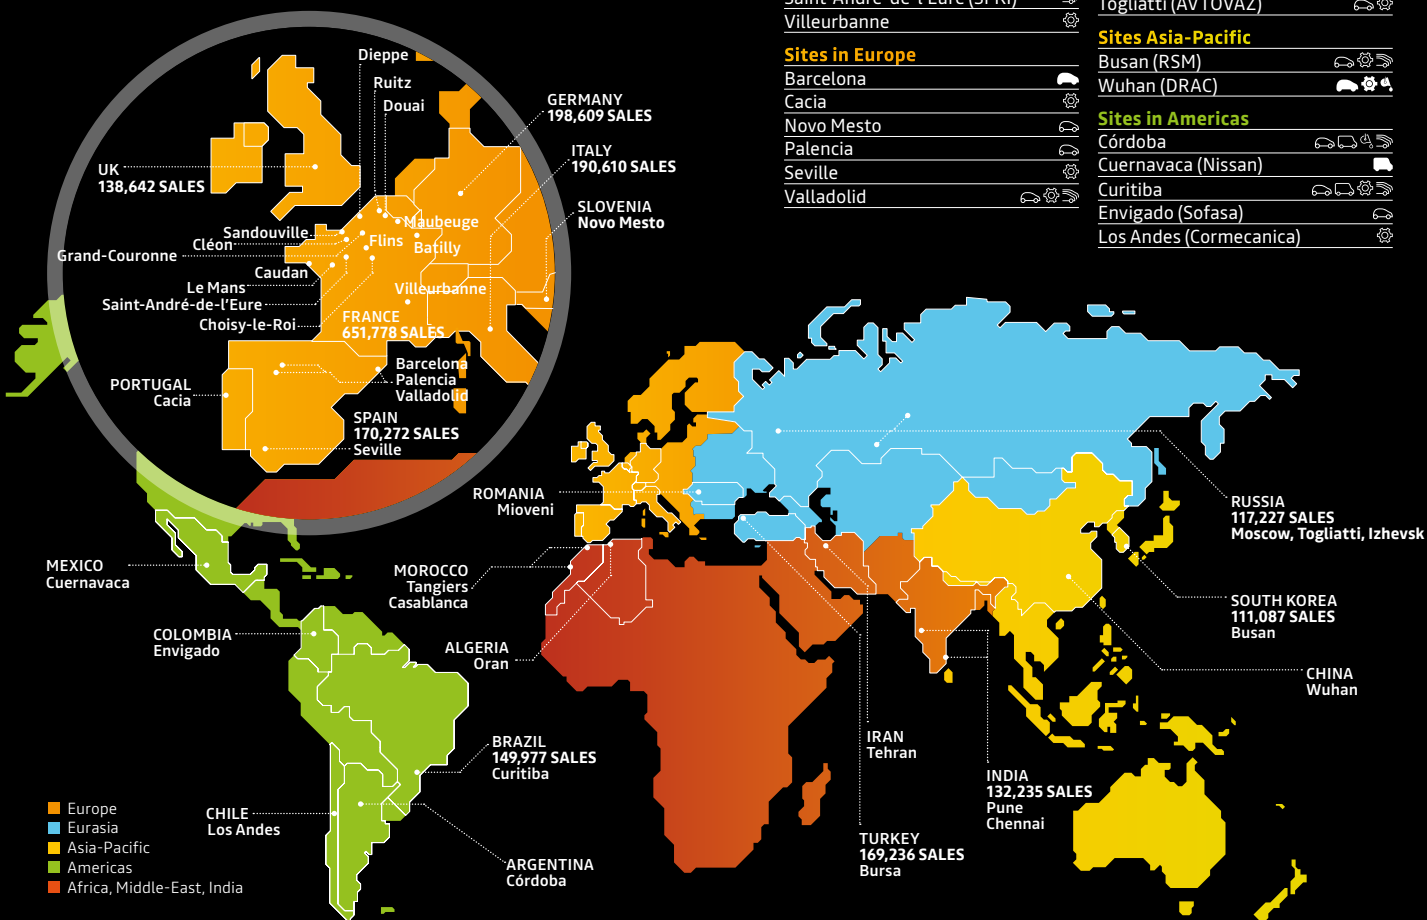 Saint-André-de-l'Eure (SFKI)
Villeurbanne
Sites in Europe
Barcelona
Cacia
Novo Mesto
Palencia
Seville
Valladolid
Togliatti (AVTOVAZ)
Sites Asia-Pacific
Busan (RSM)
Wuhan (DRAC)
Sites in Americas
Córdoba
Cuernavaca (Nissan)
Curitiba
Envigado (Sofasa)
Los Andes (Cormecanica)
Dieppe
Ruitz
Douai
GERMANY
198,609 SALES
ITALY
190,610 SALES
SLOVENIA
Novo Mesto
UK
138,642 SALES
Maubeuge
Sandouville
Flins
Cléon
Batilly
Grand-Couronne
Caudan
Le Mans
Villeurbanne
Saint-André-de-l'Eure
Choisy-le-Roi
FRANCE
651,778 SALES
Barcelona
Palencia
Valladolid
PORTUGAL
Cacia
SPAIN
170,272 SALES
Seville
ROMANIA
Mioveni
RUSSIA
117,227 SALES
Moscow, Togliatti, Izhevsk
MEXICO
Cuernavaca
MOROCCO
Tangiers
Casablanca
SOUTH KOREA
111,087 SALES
Busan
COLOMBIA
Envigado
ALGERIA
Oran
CHINA
Wuhan
IRAN
Tehran
BRAZIL
149,977 SALES
Curitiba
INDIA
132,235 SALES
Pune
Chennai
CHILE
Los Andes
TURKEY
169,236 SALES
Bursa
ARGENTINA
Córdoba
Europe
Eurasia
Asia-Pacific
Americas
Africa, Middle-East, India